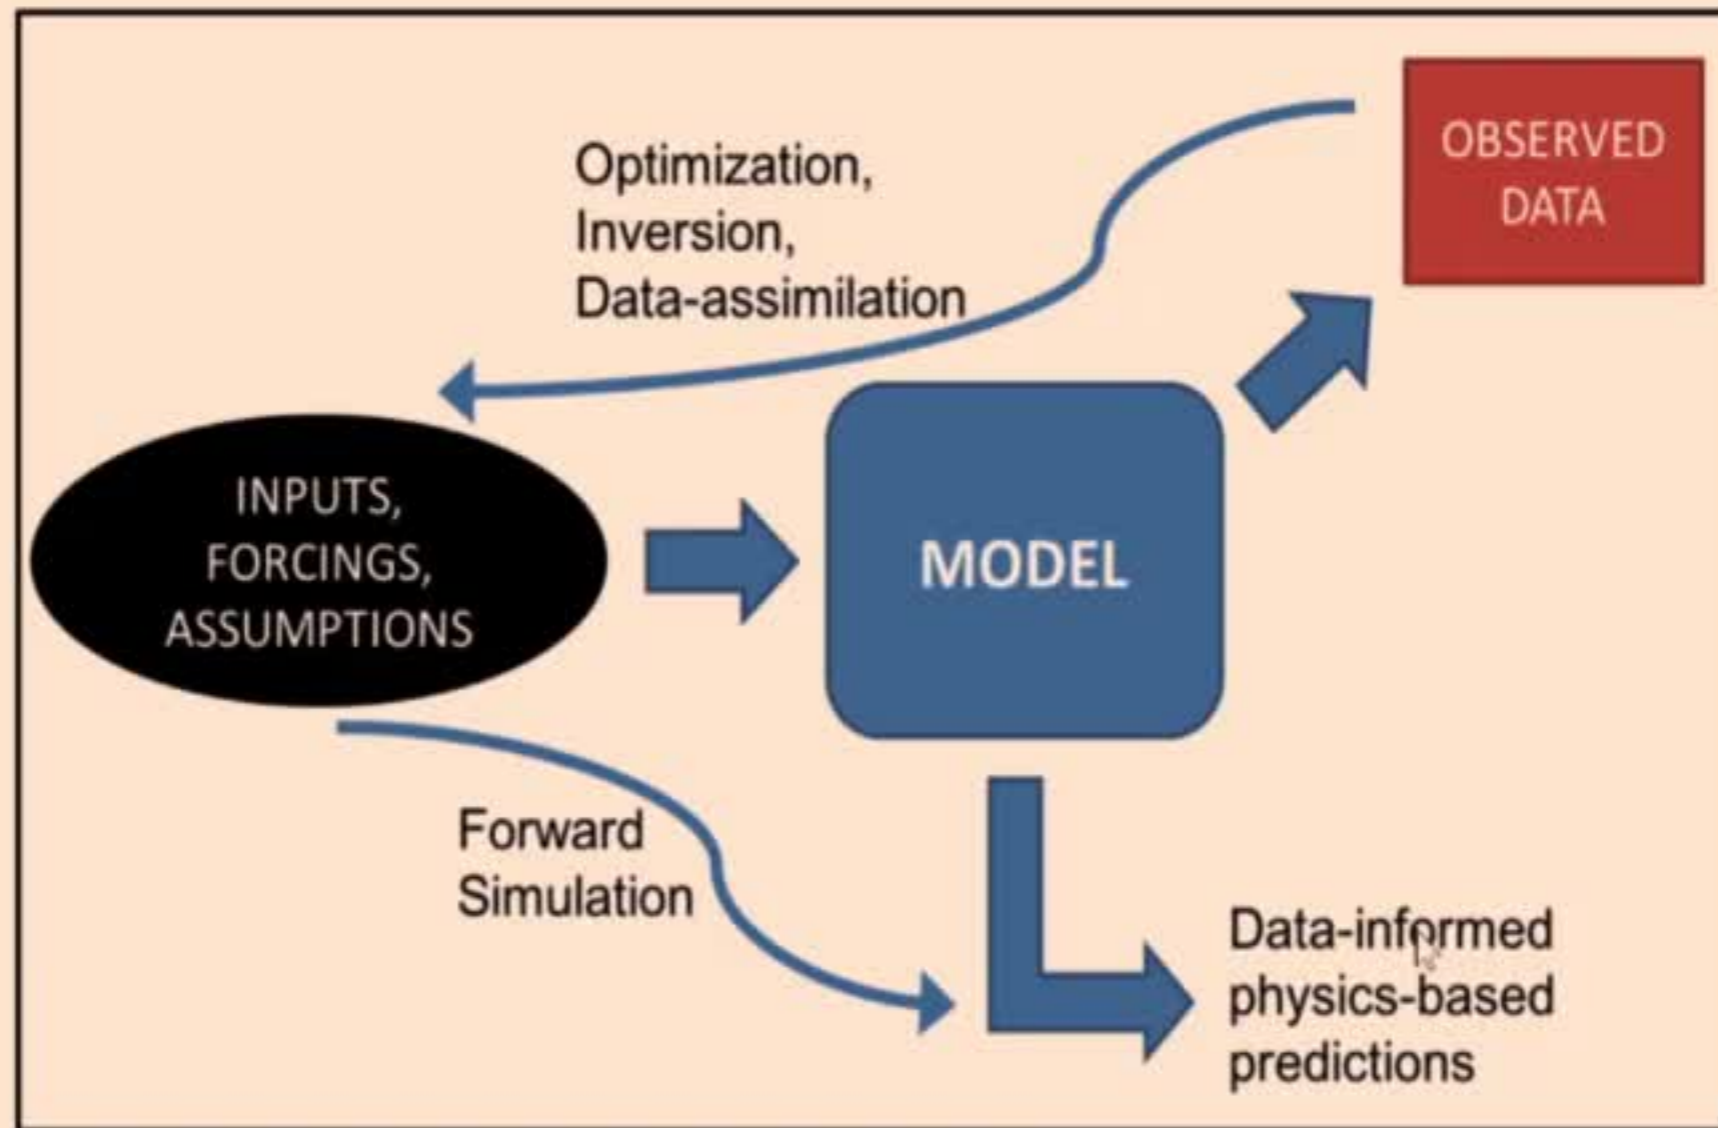 OBSERVED
DATA
Optimization,
Inversion,
Data-assimilation
INPUTS,
FORCINGS,
ASSUMPTIONS
MODEL
Forward
Simulation
Data-informed
physics-based
predictions